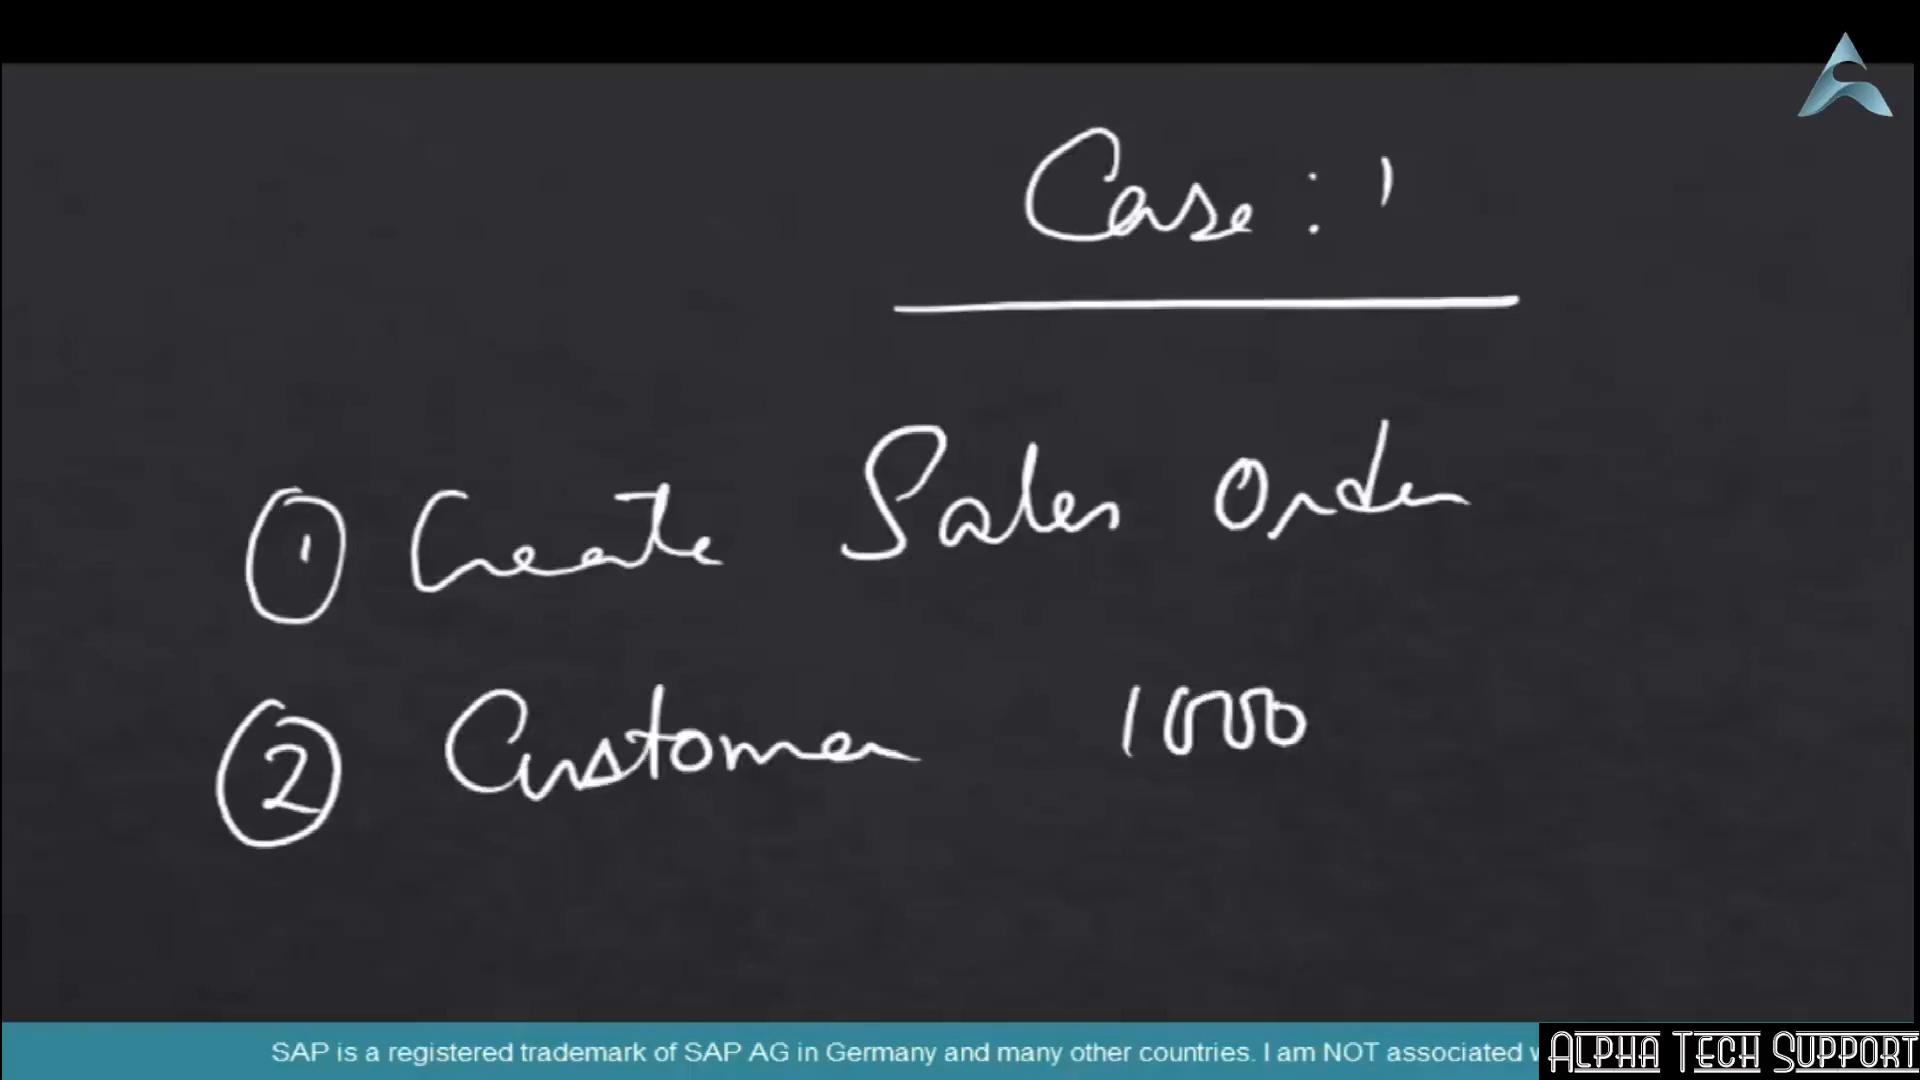 Case : 1
① Create Sales Order
② Customer 1000
SAP is a registered trademark of SAP AG in Germany and many other countries. I am NOT associated
ALPHA TECH SUPPORT